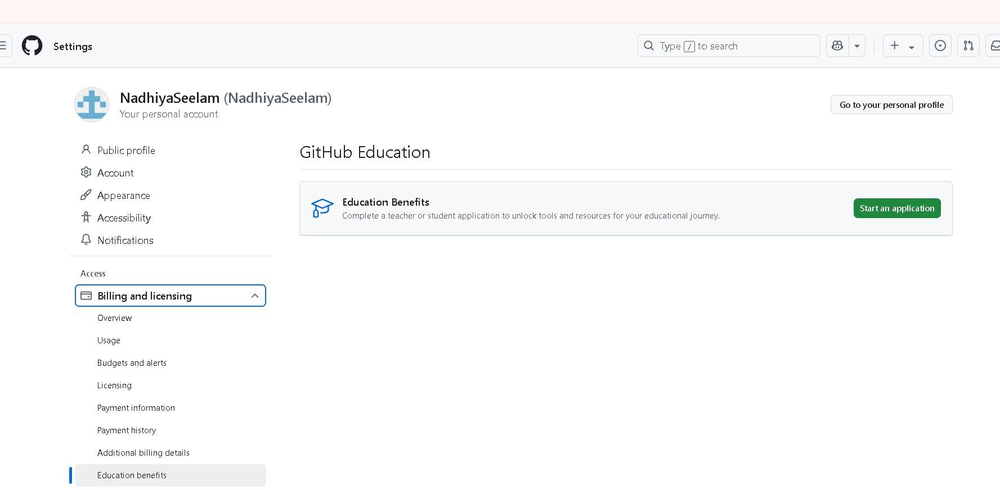 Settings
Type / to search
NadhiyaSeelam (NadhiyaSeelam)
Your personal account
Go to your personal profile
Public profile
Account
Appearance
Accessibility
Notifications
Access
Billing and licensing
Overview
Usage
Budgets and alerts
Licensing
Payment information
Payment history
Additional billing details
Education benefits
GitHub Education
Education Benefits
Complete a teacher or student application to unlock tools and resources for your educational journey.
Start an application